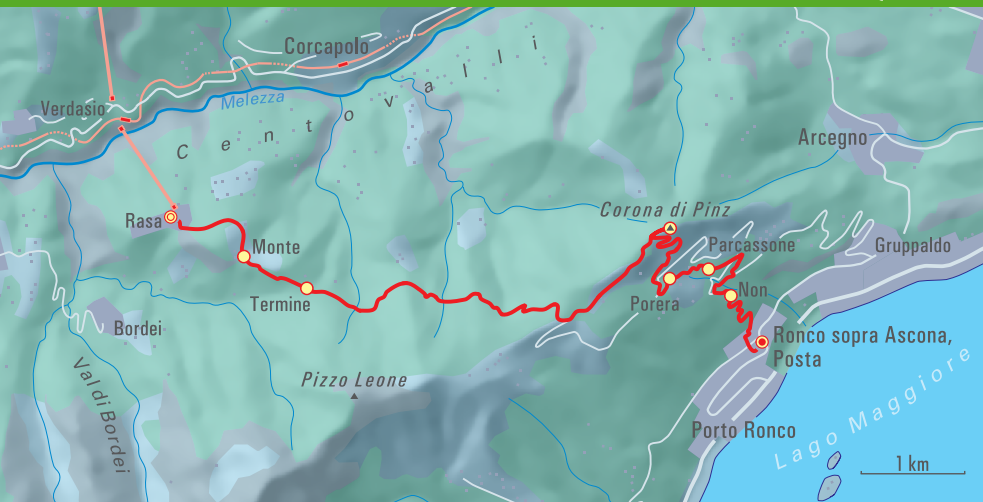 Corcapolo
Verdasio
Melezza
Centovalli
Arcegno
Rasa
Corona di Pinz
Monte
Parcassone
Gruppaldo
Termine
Porera
Non
Bordei
Ronco sopra Ascona,
Posta
Val di Bordei
Pizzo Leone
Porto Ronco
Lago Maggiore
1 km